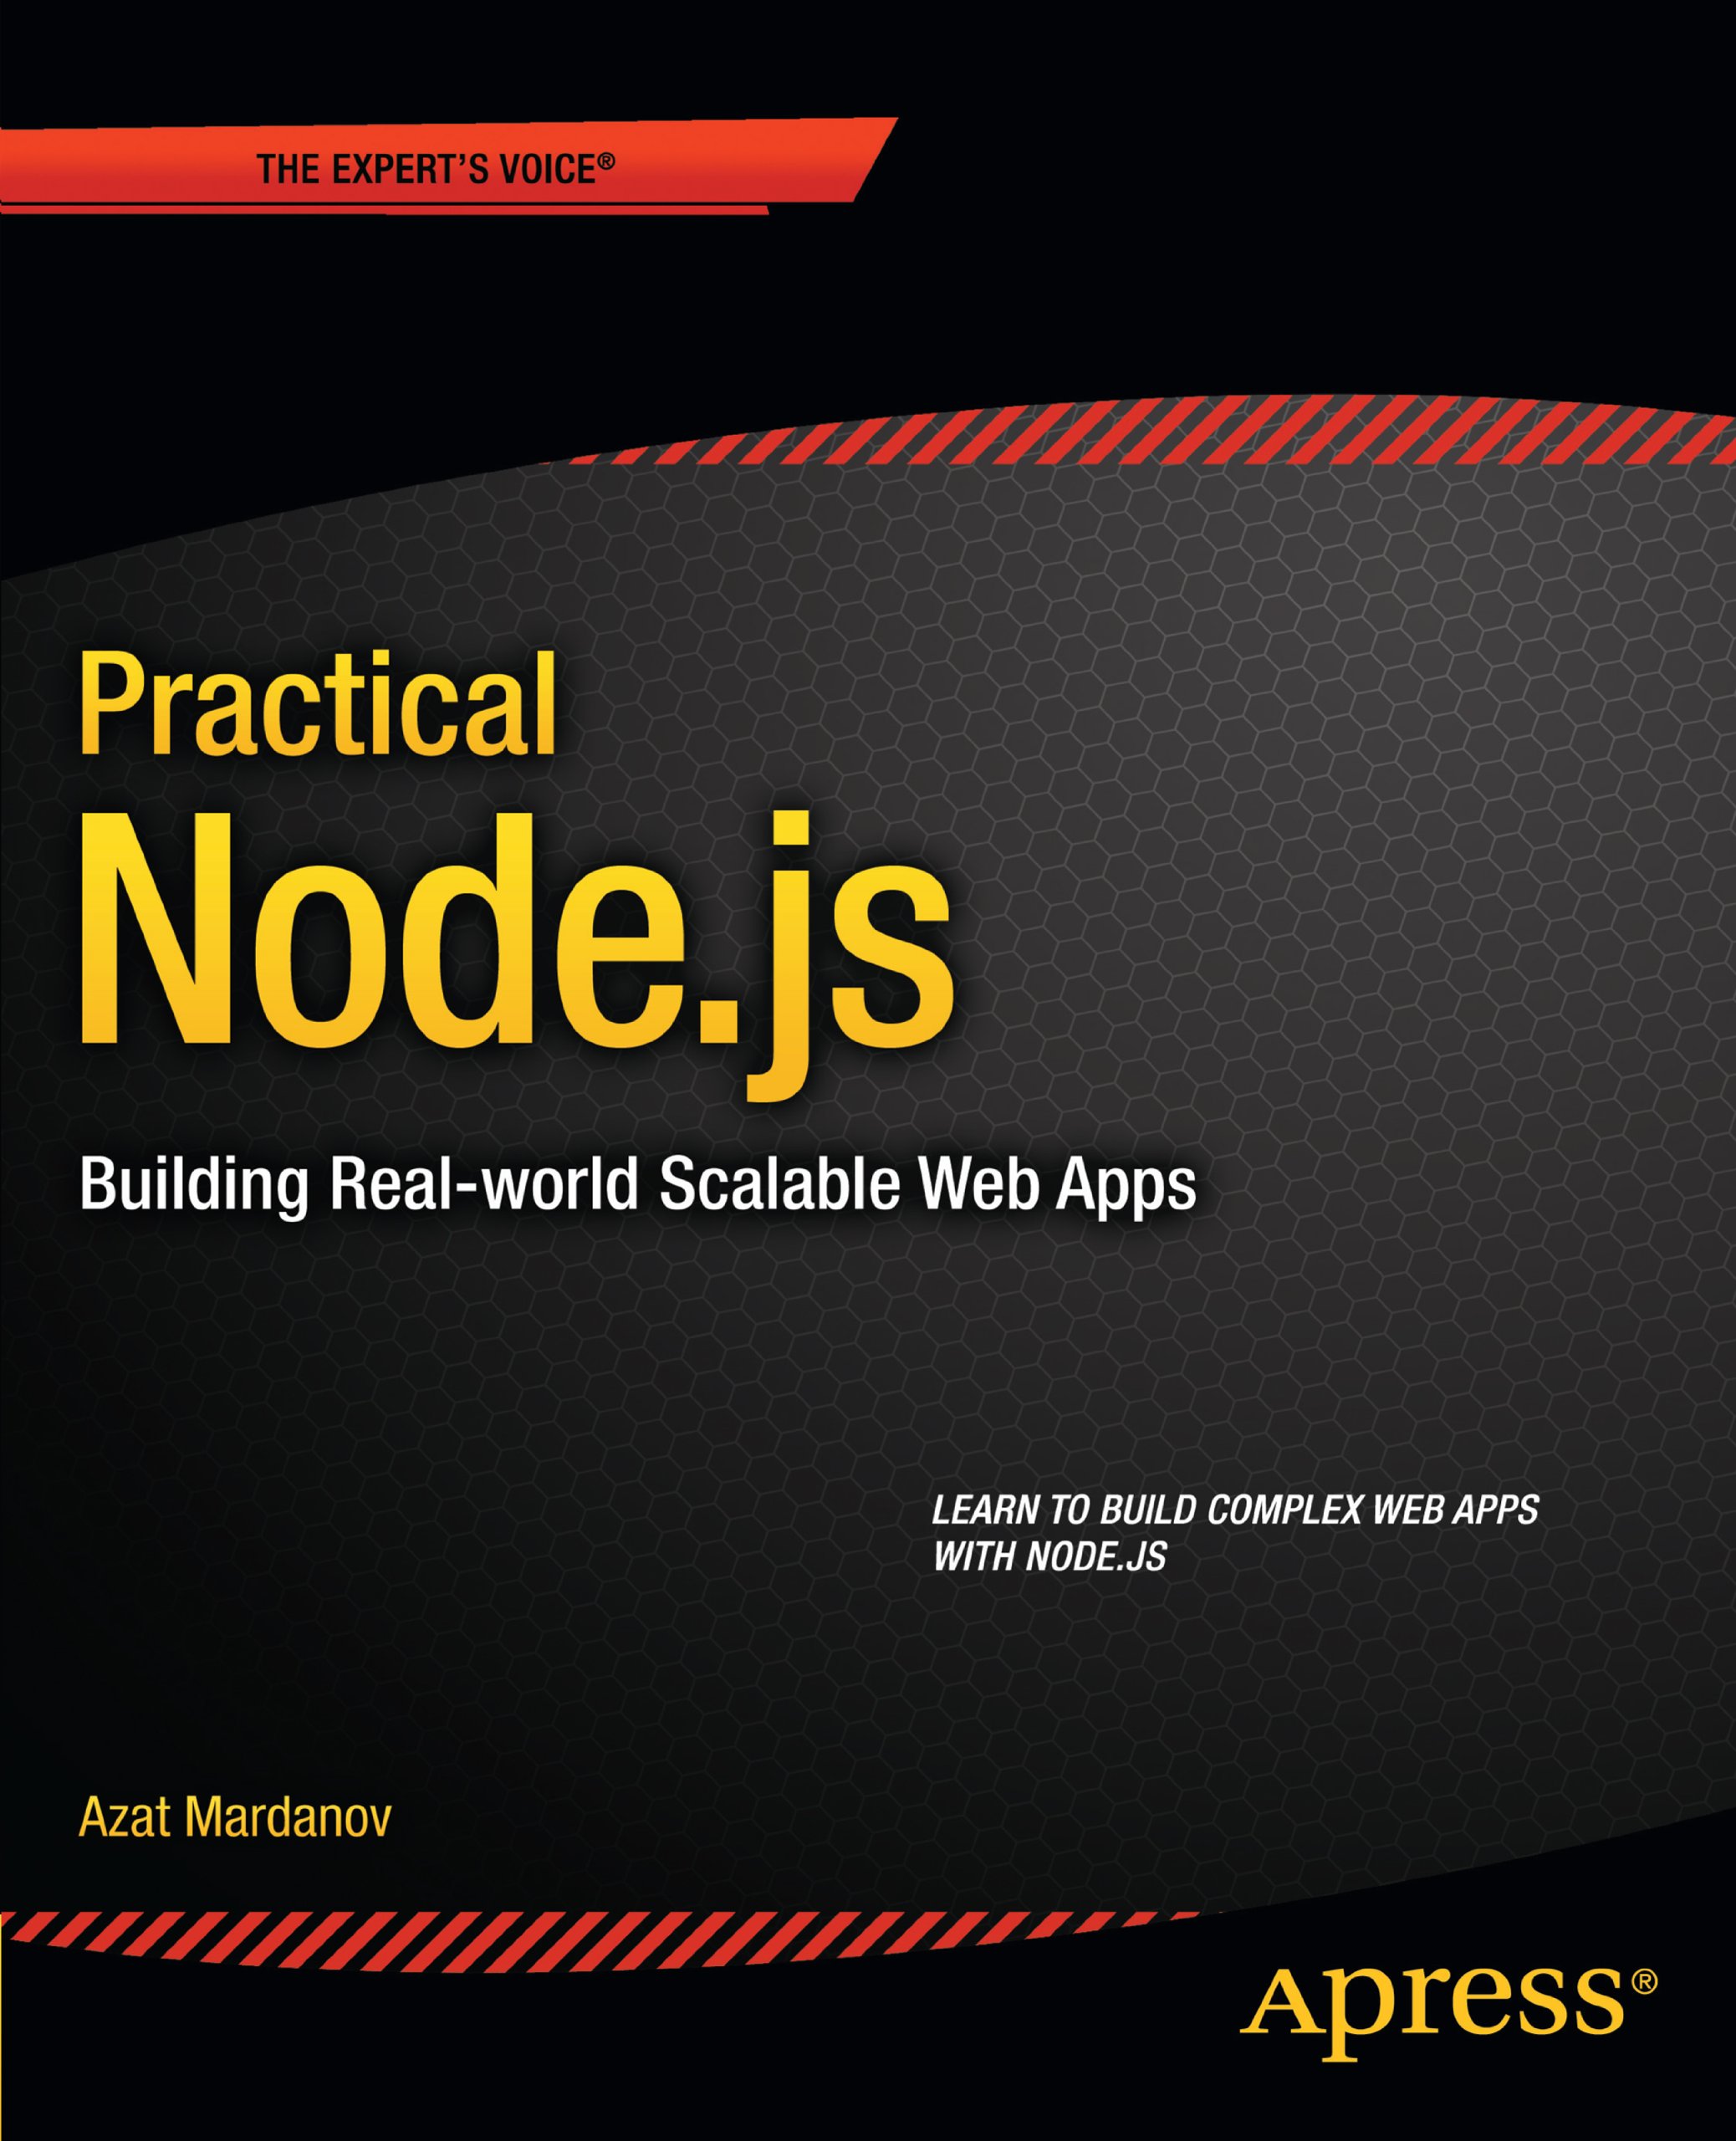 THE EXPERT’S VOICE®
Practical
Node.js
Building Real-world Scalable Web Apps
LEARN TO BUILD COMPLEX WEB APPS
WITH NODE.JS
Azat Mardanov
Apress®